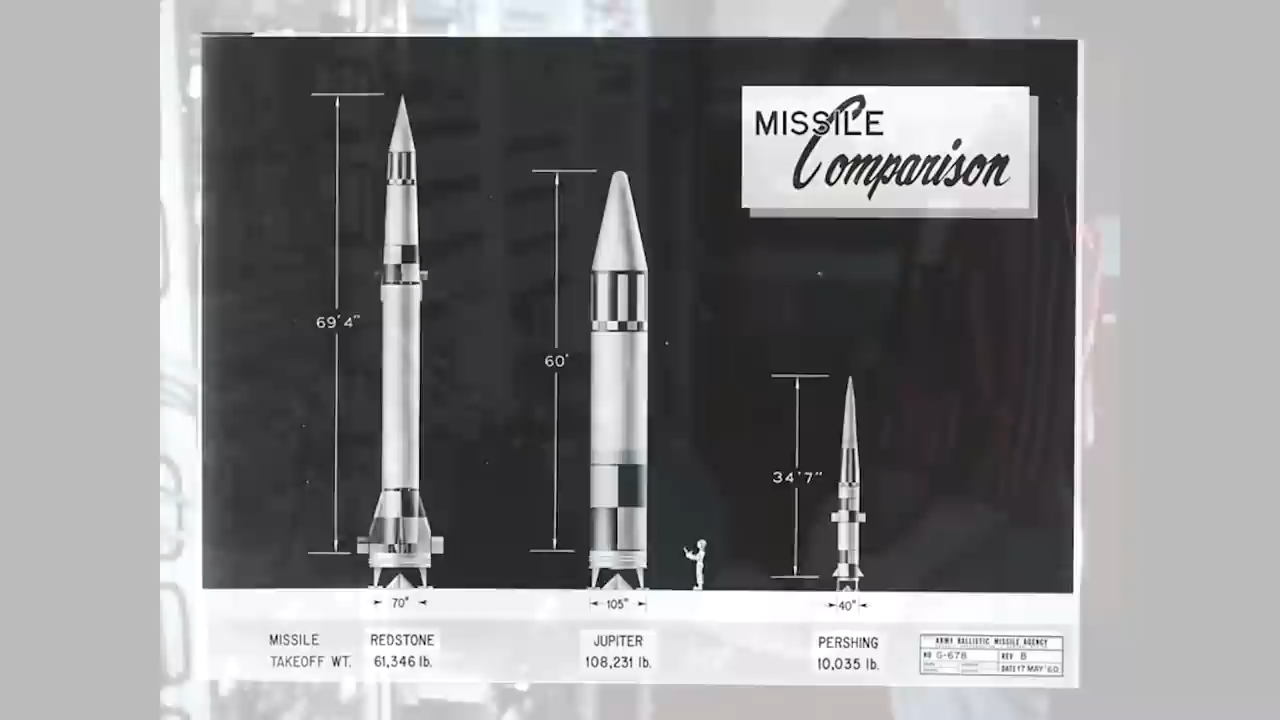 MISSILE
Comparison
69'4"
60'
34'7"
70"
105"
40"
MISSILE REDSTONE JUPITER PERSHING
TAKEOFF WT. 61,346 lb. 108,231 lb. 10,035 lb.
ARMY BALLISTIC MISSILE AGENCY
NO G-678 REV B
DATE 17 MAY '60